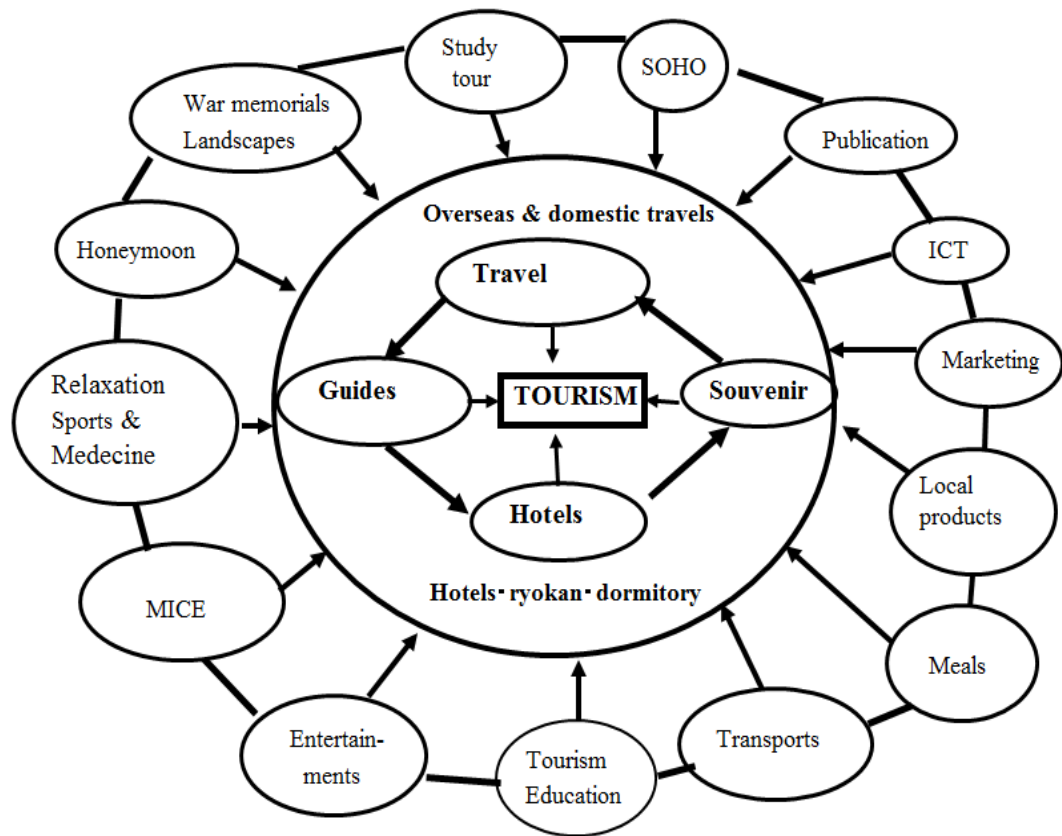 Study
tour
SOHO
War memorials
Landscapes
Publication
Overseas & domestic travels
Honeymoon
ICT
Travel
Marketing
Relaxation
Sports &
Medecine
Guides
TOURISM
Souvenir
Local
products
Hotels
Hotels・ryokan・dormitory
MICE
Meals
Entertain-
ments
Tourism
Education
Transports